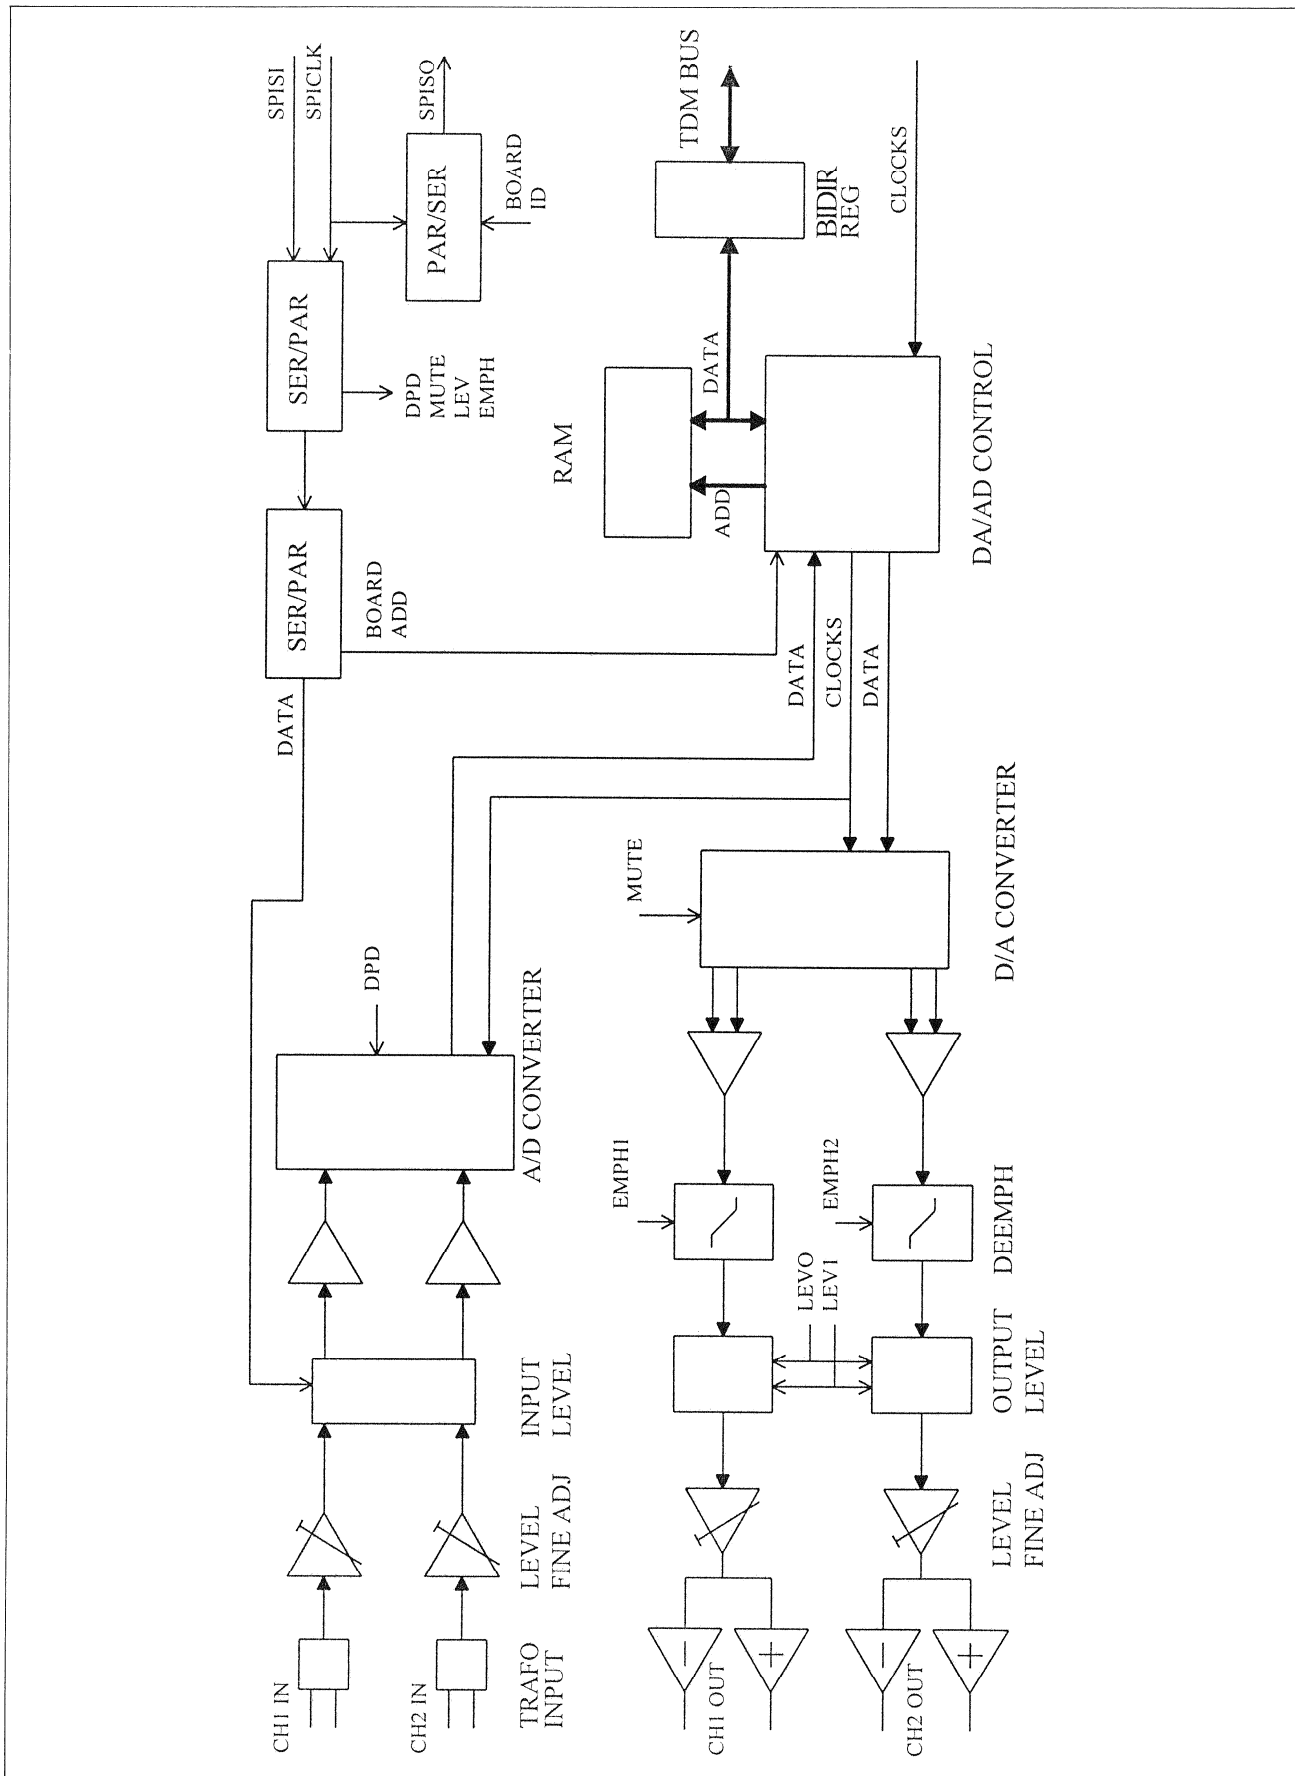 SPISI
SPICLK
SER/PAR
SER/PAR
DATA
PAR/SER
SPISO
BOARD
ID
DPD
MUTE
LEV
EMPH
BOARD
ADD
CH1 IN
CH2 IN
TRAFO
INPUT
LEVEL
FINE ADJ
INPUT
LEVEL
A/D CONVERTER
DPD
RAM
ADD
DATA
TDM BUS
BIDIR
REG
CLOCKS
DA/AD CONTROL
DATA
CLOCKS
DATA
MUTE
D/A CONVERTER
EMPH1
EMPH2
DEEMPH
LEVO
LEV1
OUTPUT
LEVEL
LEVEL
FINE ADJ
CH1 OUT
CH2 OUT